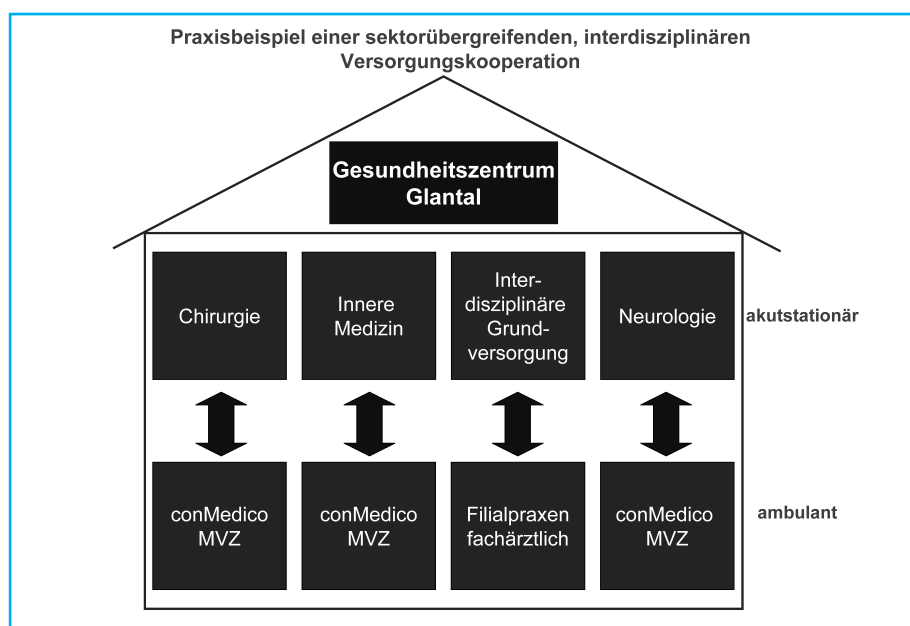 Praxisbeispiel einer sektorübergreifenden, interdisziplinären
Versorgungskooperation
Gesundheitszentrum
Glantal
Chirurgie
Innere
Medizin
Inter-
disziplinäre
Grund-
versorgung
Neurologie
akutstationär
conMedico
MVZ
conMedico
MVZ
Filialpraxen
fachärztlich
conMedico
MVZ
ambulant